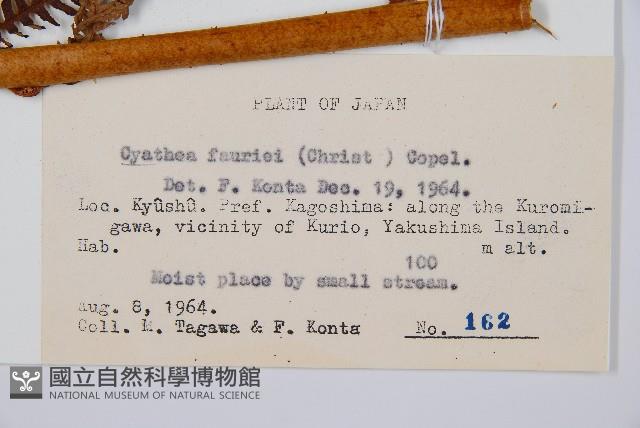 PLANT OF JAPAN
Cyathea fauriei (Christ ) Copel.
Det. F. Konta Dec. 19, 1964.
Loc. Kyûshû. Pref. Kagoshima: along the Kuromi-
gawa, vicinity of Kurio, Yakushima Island.
Hab. 100 m alt.
Moist place by small stream.
Aug. 8, 1964.
Coll. M. Tagawa & F. Konta No. 162
國立自然科學博物館
NATIONAL MUSEUM OF NATURAL SCIENCE